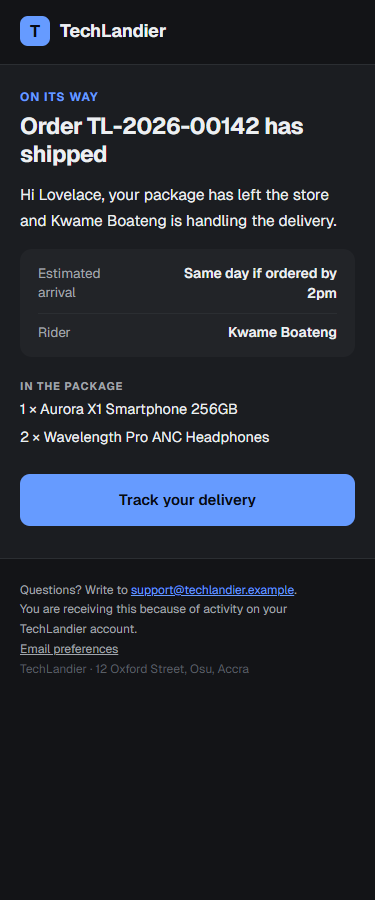 T TechLandier
ON ITS WAY
Order TL-2026-00142 has
shipped
Hi Lovelace, your package has left the store
and Kwame Boateng is handling the delivery.
Estimated
arrival
Same day if ordered by
2pm
Rider
Kwame Boateng
IN THE PACKAGE
1 × Aurora X1 Smartphone 256GB
2 × Wavelength Pro ANC Headphones
Track your delivery
Questions? Write to support@techlandier.example.
You are receiving this because of activity on your
TechLandier account.
Email preferences
TechLandier · 12 Oxford Street, Osu, Accra